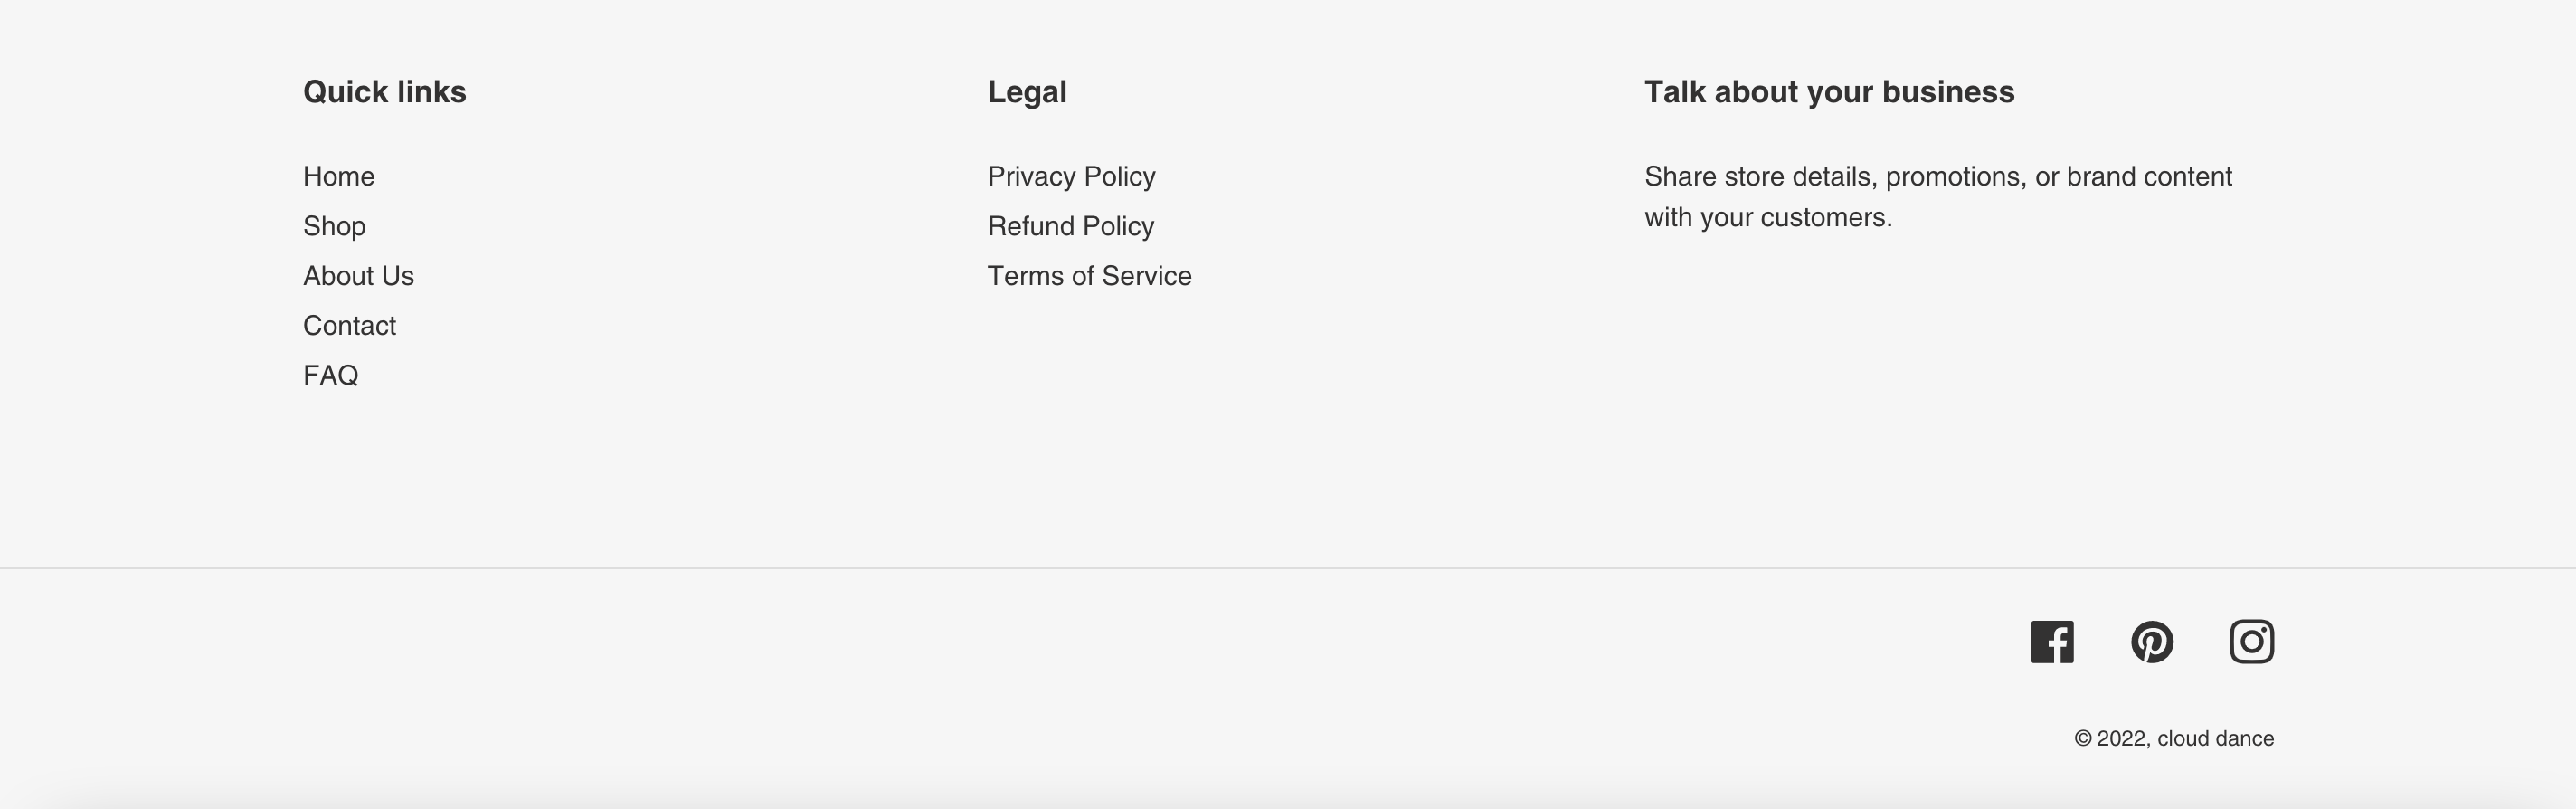 Quick links
Home
Shop
About Us
Contact
FAQ
Legal
Privacy Policy
Refund Policy
Terms of Service
Talk about your business
Share store details, promotions, or brand content
with your customers.
© 2022, cloud dance